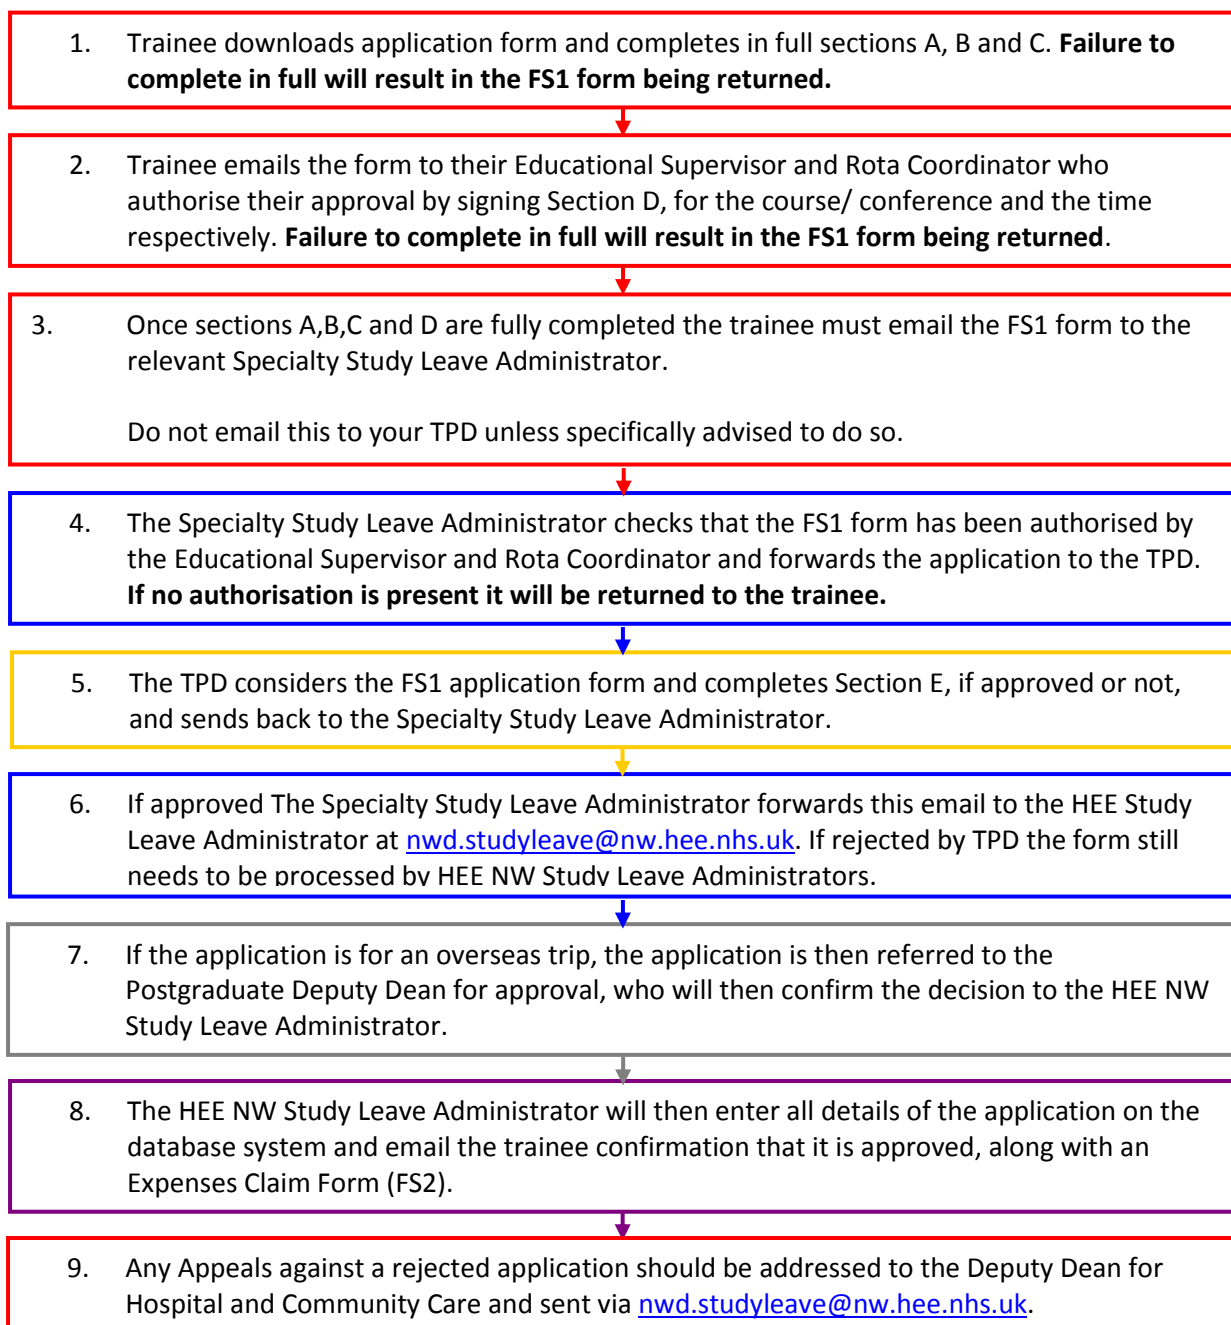 1. Trainee downloads application form and completes in full sections A, B and C. Failure to
complete in full will result in the FS1 form being returned.
2. Trainee emails the form to their Educational Supervisor and Rota Coordinator who
authorise their approval by signing Section D, for the course/ conference and the time
respectively. Failure to complete in full will result in the FS1 form being returned.
3. Once sections A,B,C and D are fully completed the trainee must email the FS1 form to the
relevant Specialty Study Leave Administrator.
Do not email this to your TPD unless specifically advised to do so.
4. The Specialty Study Leave Administrator checks that the FS1 form has been authorised by
the Educational Supervisor and Rota Coordinator and forwards the application to the TPD.
If no authorisation is present it will be returned to the trainee.
5. The TPD considers the FS1 application form and completes Section E, if approved or not,
and sends back to the Specialty Study Leave Administrator.
6. If approved The Specialty Study Leave Administrator forwards this email to the HEE Study
Leave Administrator at nwd.studyleave@nw.hee.nhs.uk. If rejected by TPD the form still
needs to be processed by HEE NW Study Leave Administrators.
7. If the application is for an overseas trip, the application is then referred to the
Postgraduate Deputy Dean for approval, who will then confirm the decision to the HEE NW
Study Leave Administrator.
8. The HEE NW Study Leave Administrator will then enter all details of the application on the
database system and email the trainee confirmation that it is approved, along with an
Expenses Claim Form (FS2).
9. Any Appeals against a rejected application should be addressed to the Deputy Dean for
Hospital and Community Care and sent via nwd.studyleave@nw.hee.nhs.uk.